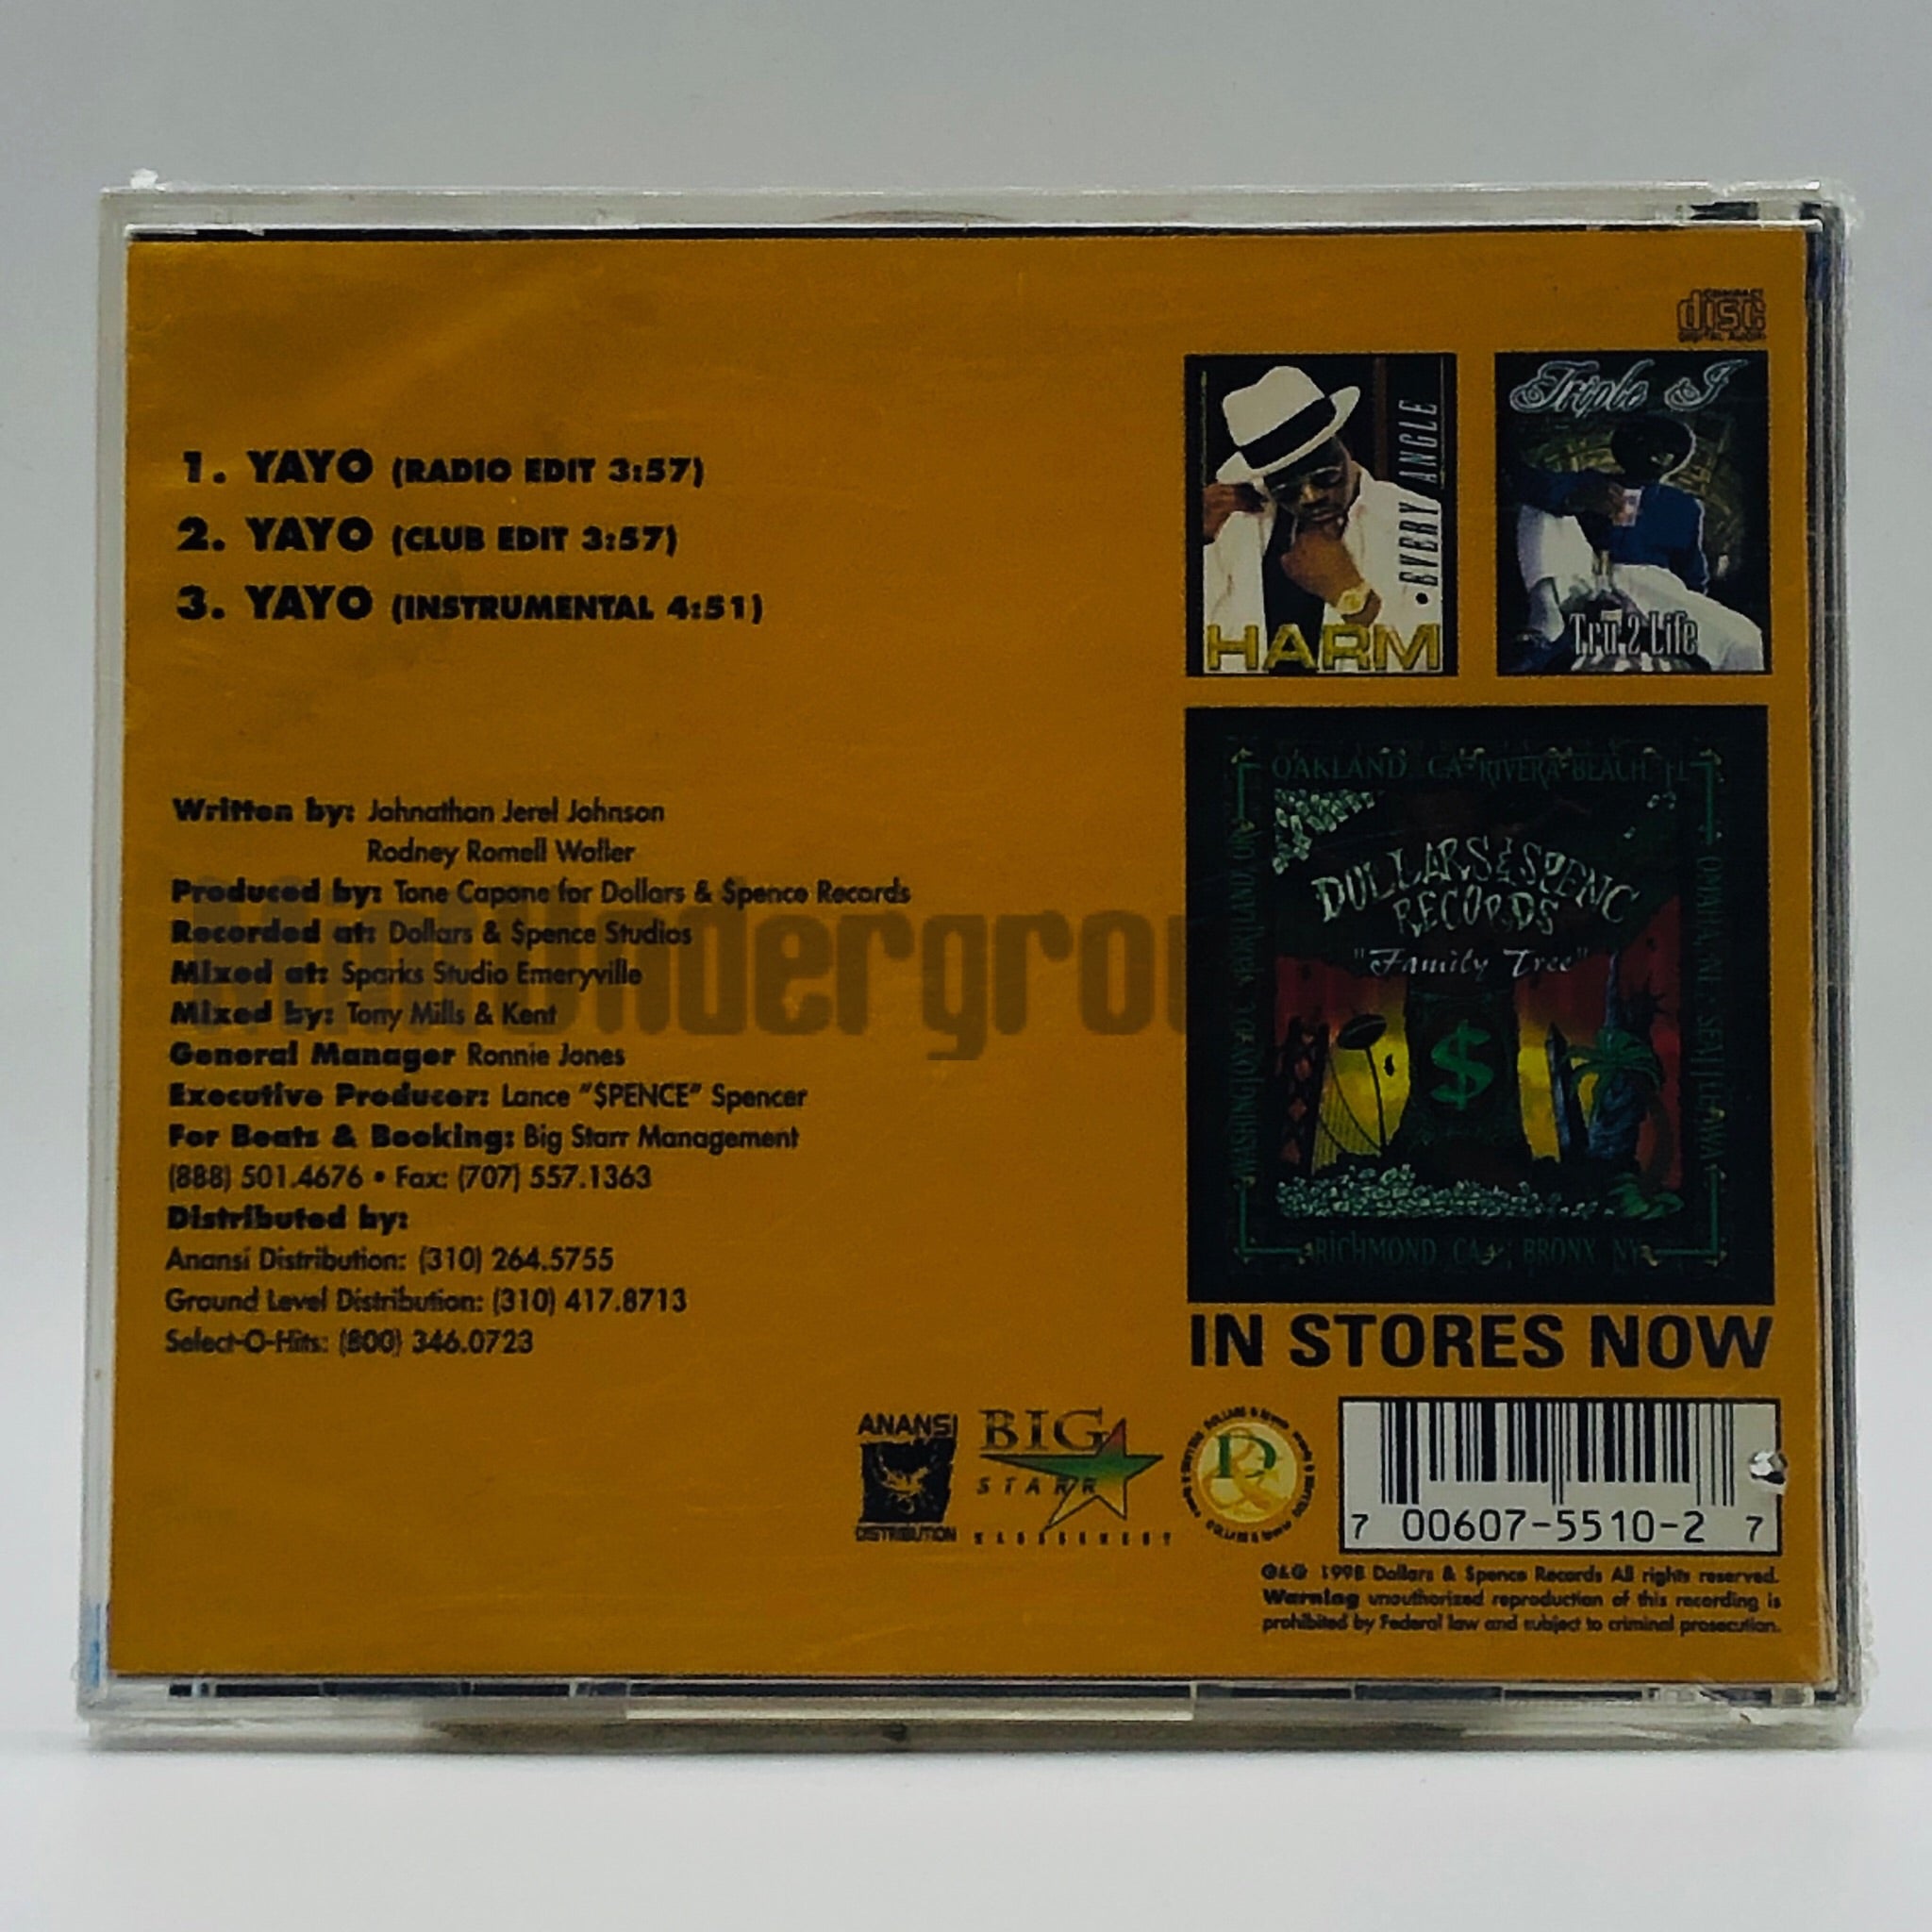 COMPACT
disc
DIGITAL AUDIO
1. YAYO (RADIO EDIT 3:57)
2. YAYO (CLUB EDIT 3:57)
3. YAYO (INSTRUMENTAL 4:51)
• EVERY ANGLE
HARM
Triple J
Tru 2 Life
Written by: Johnathan Jerel Johnson
Rodney Romell Waller
Produced by: Tone Capone for Dollars & $pence Records
Recorded at: Dollars & $pence Studios
Mixed at: Sparks Studio Emeryville
Mixed by: Tony Mills & Kent
General Manager Ronnie Jones
Executive Producer: Lance "$PENCE" Spencer
For Beats & Booking: Big Starr Management
(888) 501.4676 • Fax: (707) 557.1363
Distributed by:
Anansi Distribution: (310) 264.5755
Ground Level Distribution: (310) 417.8713
Select-O-Hits: (800) 346.0723
Underground
OAKLAND CA RIVERA BEACH FL
DOLLARS & SPENC
RECORDS
"Family Tree"
$
RICHMOND CA BRONX NY
IN STORES NOW
ANANSI
DISTRIBUTION
BIG
STARR
MANAGEMENT
D&
7 00607-5510-2 7
©&℗ 1998 Dollars & $pence Records All rights reserved.
Warning unauthorized reproduction of this recording is
prohibited by Federal law and subject to criminal prosecution.